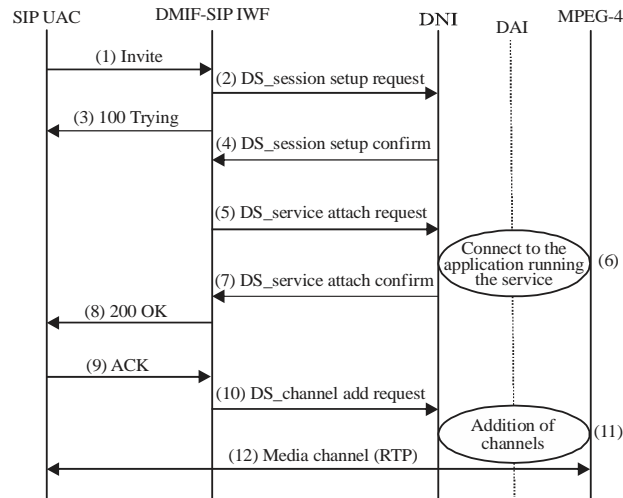 SIP UAC
DMIF-SIP IWF
DNI
DAI
MPEG-4
(1) Invite
(2) DS_session setup request
(3) 100 Trying
(4) DS_session setup confirm
(5) DS_service attach request
Connect to the
application running
the service
(6)
(7) DS_service attach confirm
(8) 200 OK
(9) ACK
(10) DS_channel add request
Addition of
channels
(11)
(12) Media channel (RTP)